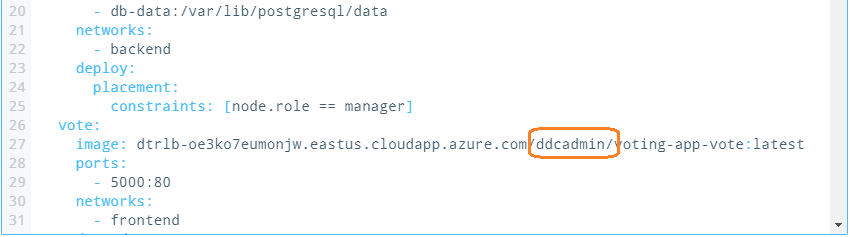 20 - db-data:/var/lib/postgresql/data
21 networks:
22 - backend
23 deploy:
24 placement:
25 constraints: [node.role == manager]
26 vote:
27 image: dtrlb-oe3ko7eumonjw.eastus.cloudapp.azure.com/ddcadmin/voting-app-vote:latest
28 ports:
29 - 5000:80
30 networks:
31 - frontend